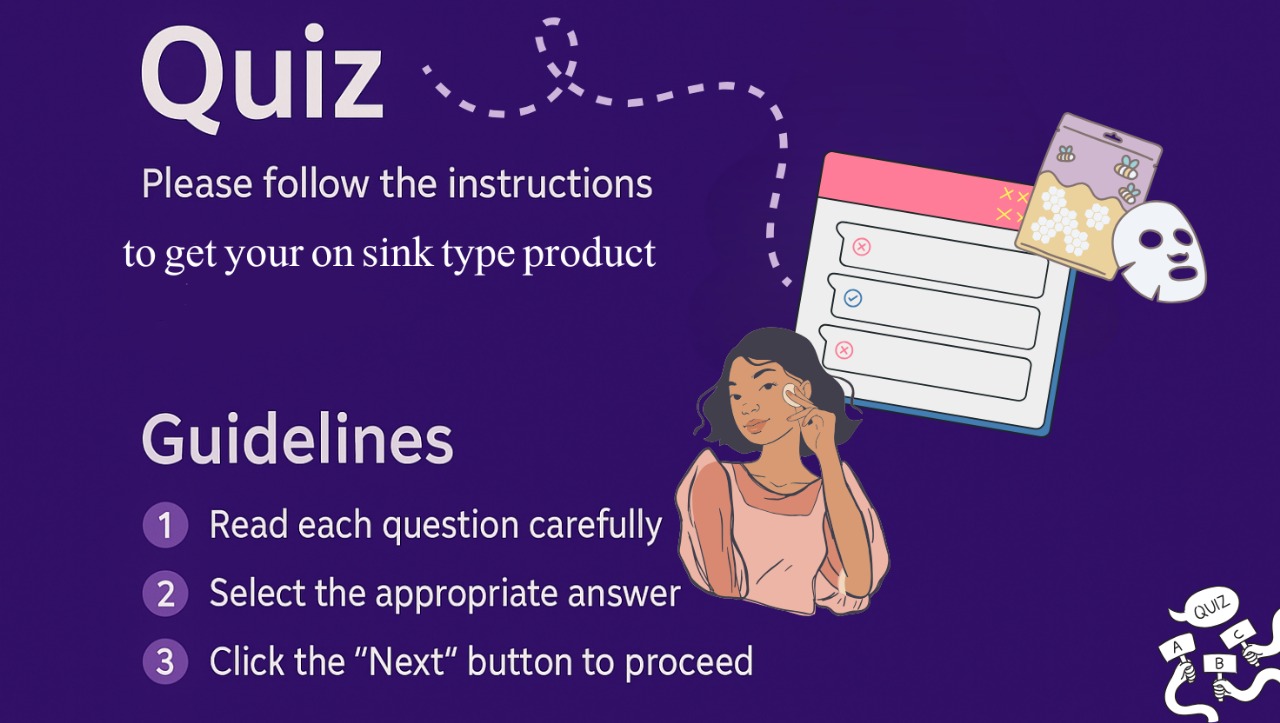 Quiz
Please follow the instructions
to get your on sink type product
Guidelines
1 Read each question carefully
2 Select the appropriate answer
3 Click the “Next“ button to proceed
QUIZ
A
B
C